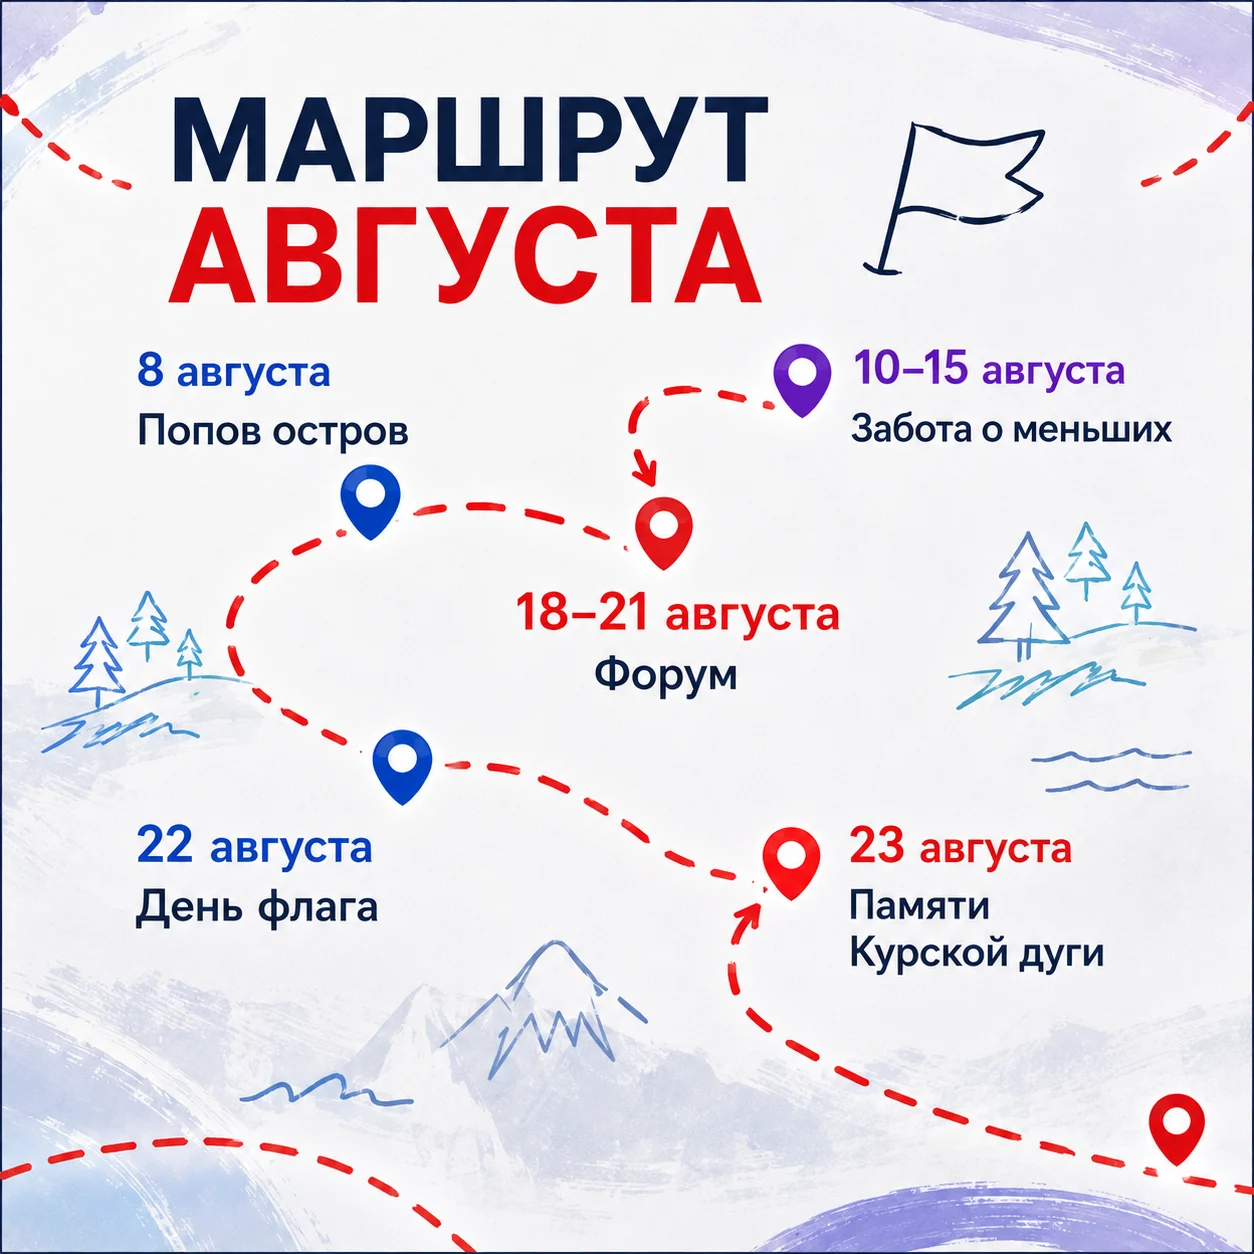 МАРШРУТ
АВГУСТА
8 августа
Попов остров
10–15 августа
Забота о меньших
18–21 августа
Форум
22 августа
День флага
23 августа
Памяти
Курской дуги